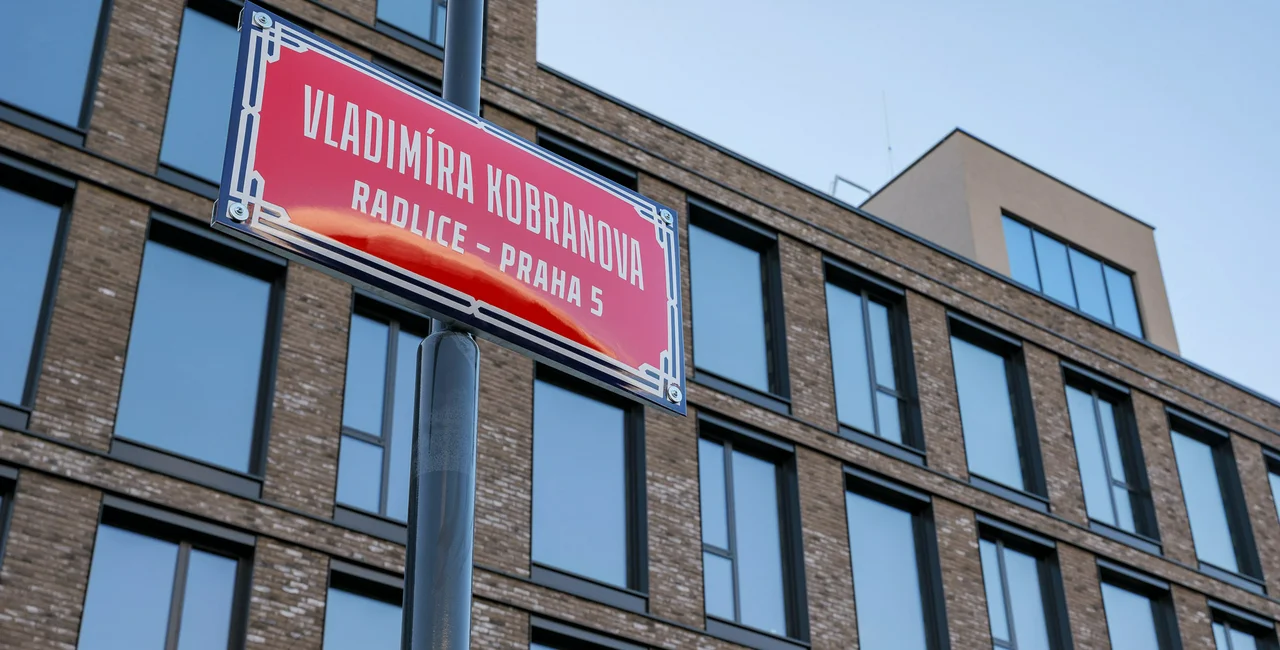 VLADIMÍRA KOBRANOVA
RADLICE – PRAHA 5